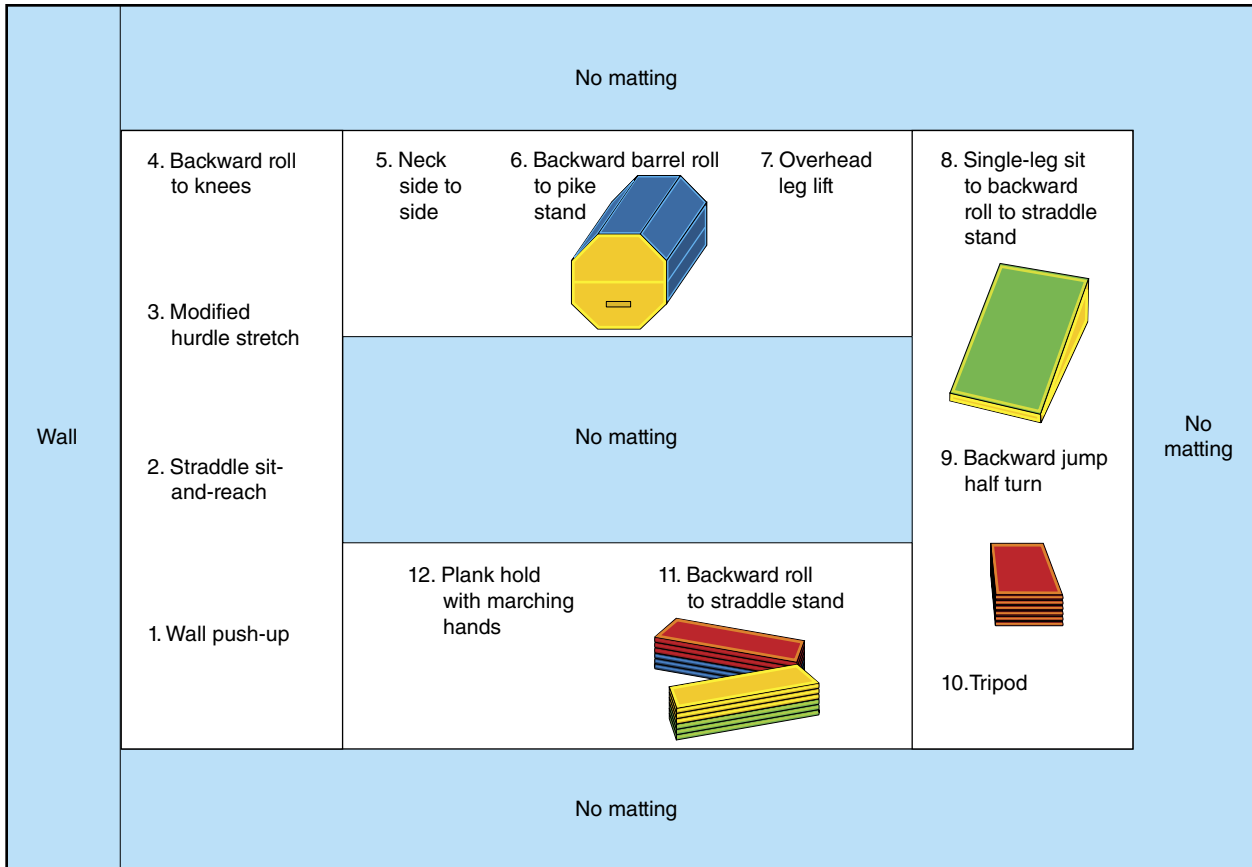 No matting
4. Backward roll
to knees
5. Neck
side to
side
6. Backward barrel roll
to pike
stand
7. Overhead
leg lift
8. Single-leg sit
to backward
roll to straddle
stand
3. Modified
hurdle stretch
Wall
No matting
No
matting
2. Straddle sit-
and-reach
9. Backward jump
half turn
12. Plank hold
with marching
hands
11. Backward roll
to straddle stand
1. Wall push-up
10.Tripod
No matting